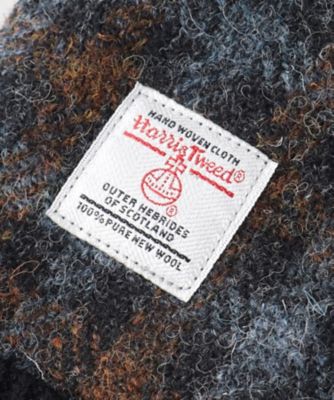 HAND WOVEN CLOTH
Harris Tweed®
®
OUTER HEBRIDES
OF SCOTLAND
100% PURE NEW WOOL